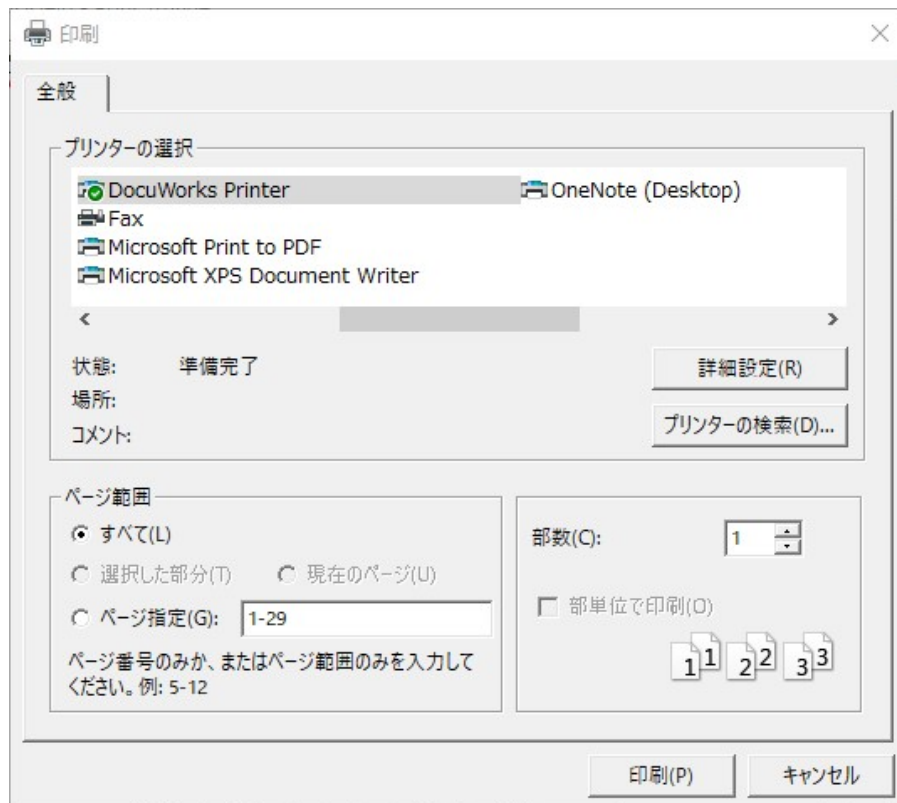 印刷
全般
プリンターの選択
DocuWorks Printer
OneNote (Desktop)
Fax
Microsoft Print to PDF
Microsoft XPS Document Writer
状態: 準備完了
詳細設定(R)
場所:
プリンターの検索(D)...
コメント:
ページ範囲
すべて(L)
選択した部分(T)
現在のページ(U)
ページ指定(G): 1-29
ページ番号のみか、またはページ範囲のみを入力して
ください。例: 5-12
部数(C): 1
部単位で印刷(O)
1 1 2 2 3 3
印刷(P)
キャンセル